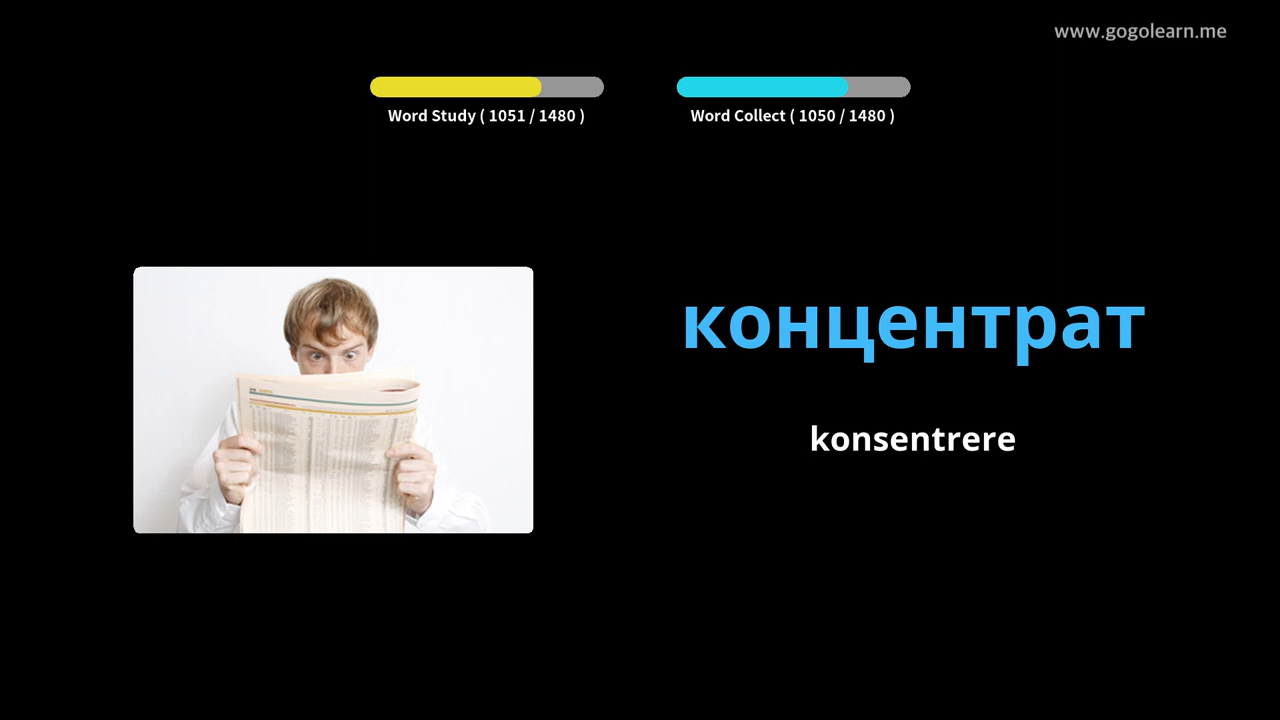 www.gogolearn.me
Word Study ( 1051 / 1480 )
Word Collect ( 1050 / 1480 )
концентрат
konsentrere